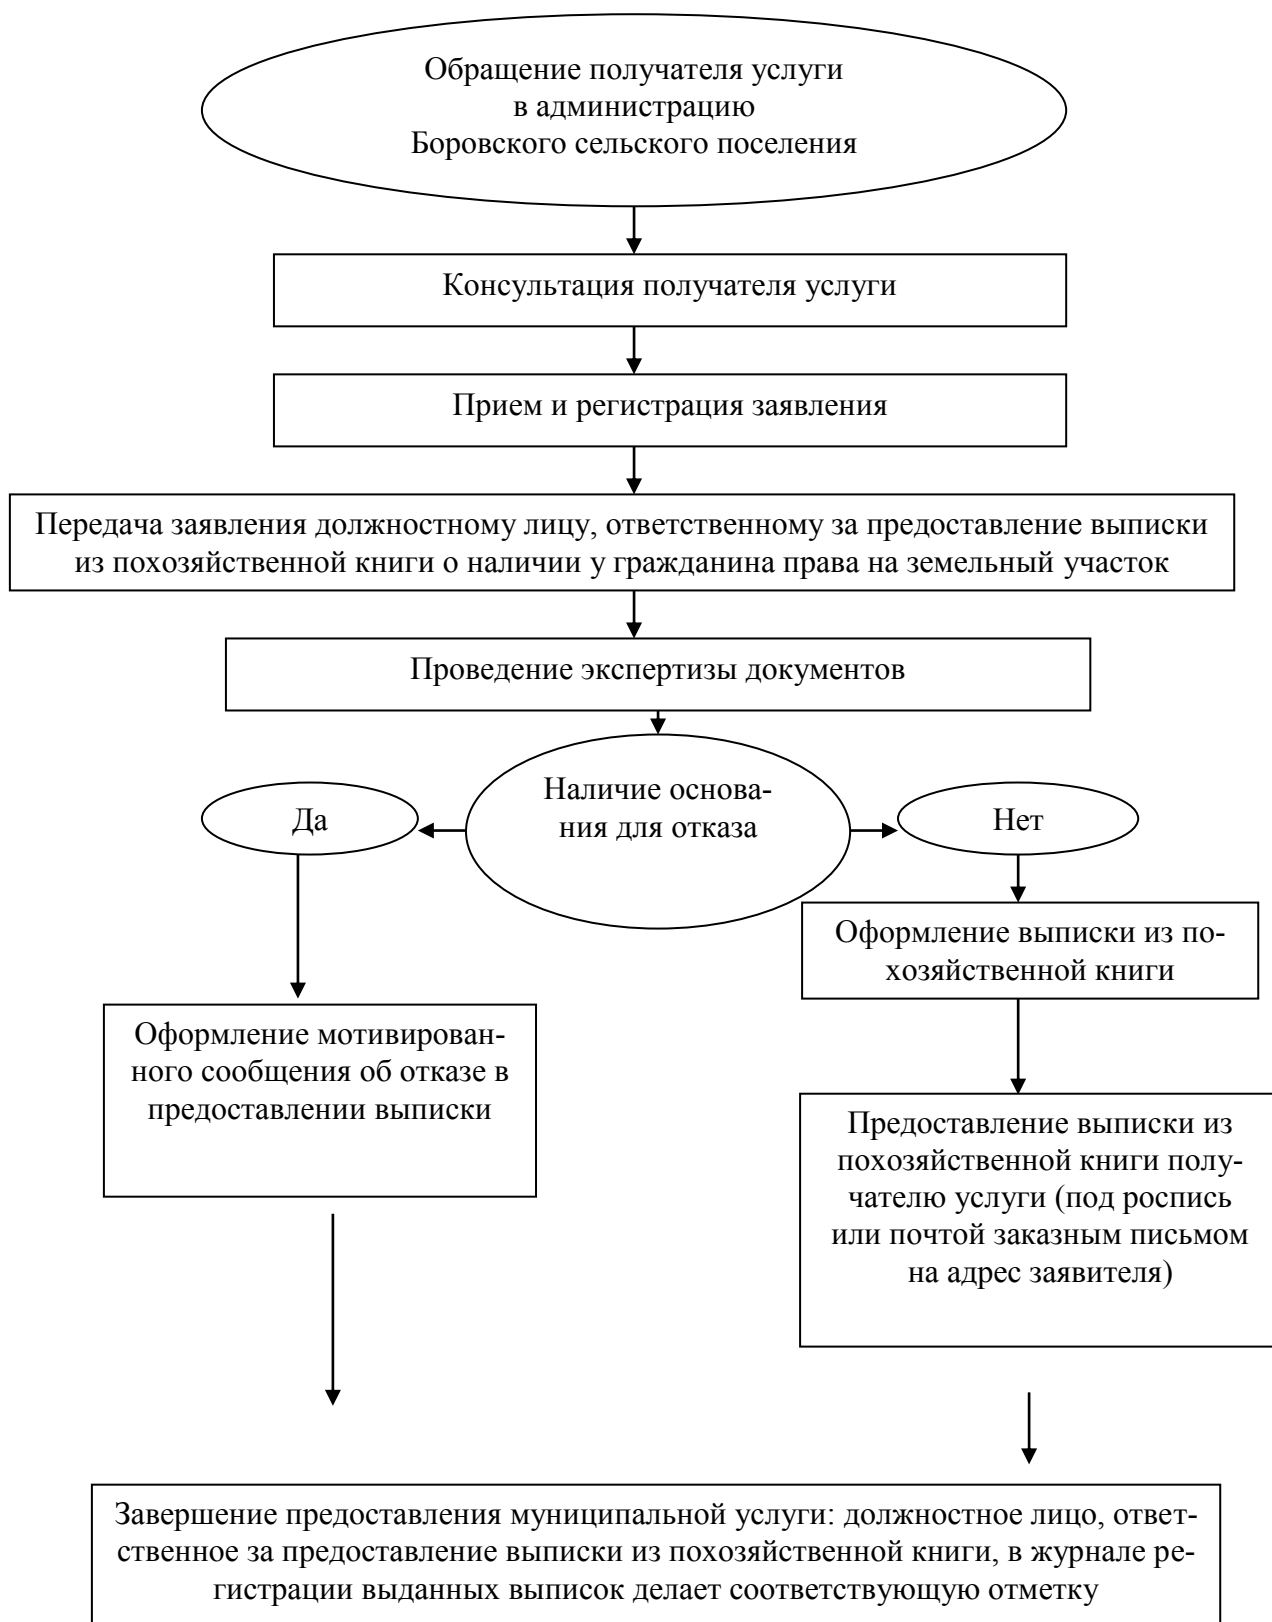 Обращение получателя услуги
в администрацию
Боровского сельского поселения
Консультация получателя услуги
Прием и регистрация заявления
Передача заявления должностному лицу, ответственному за предоставление выписки
из похозяйственной книги о наличии у гражданина права на земельный участок
Проведение экспертизы документов
Наличие основа-
ния для отказа
Да
Нет
Оформление выписки из по-
хозяйственной книги
Оформление мотивирован-
ного сообщения об отказе в
предоставлении выписки
Предоставление выписки из
похозяйственной книги полу-
чателю услуги (под роспись
или почтой заказным письмом
на адрес заявителя)
Завершение предоставления муниципальной услуги: должностное лицо, ответ-
ственное за предоставление выписки из похозяйственной книги, в журнале ре-
гистрации выданных выписок делает соответствующую отметку